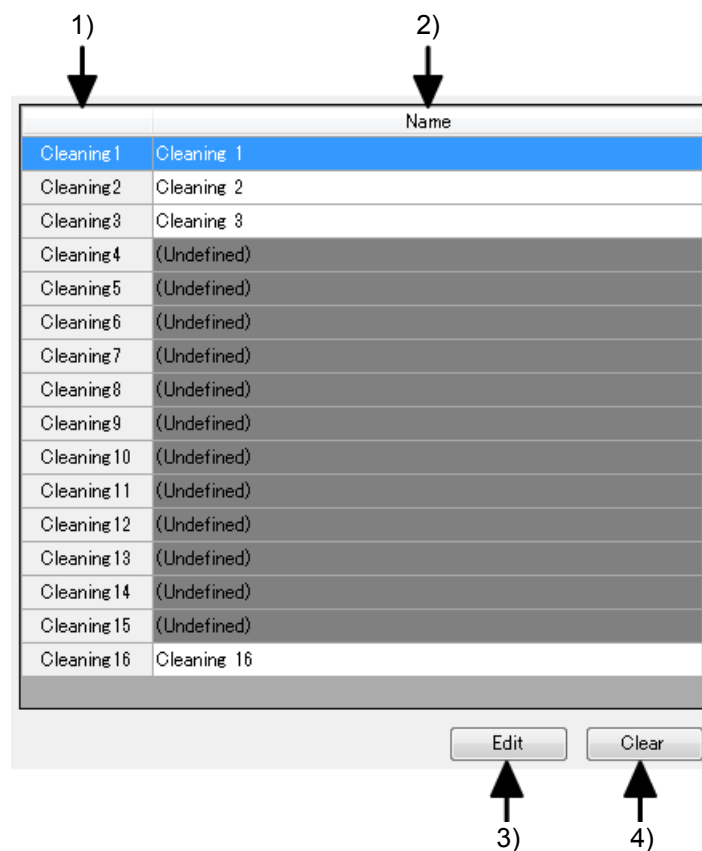 1) 2)
Name
Cleaning1 Cleaning 1
Cleaning2 Cleaning 2
Cleaning3 Cleaning 3
Cleaning4 (Undefined)
Cleaning5 (Undefined)
Cleaning6 (Undefined)
Cleaning7 (Undefined)
Cleaning8 (Undefined)
Cleaning9 (Undefined)
Cleaning10 (Undefined)
Cleaning11 (Undefined)
Cleaning12 (Undefined)
Cleaning13 (Undefined)
Cleaning14 (Undefined)
Cleaning15 (Undefined)
Cleaning16 Cleaning 16
Edit Clear
3) 4)